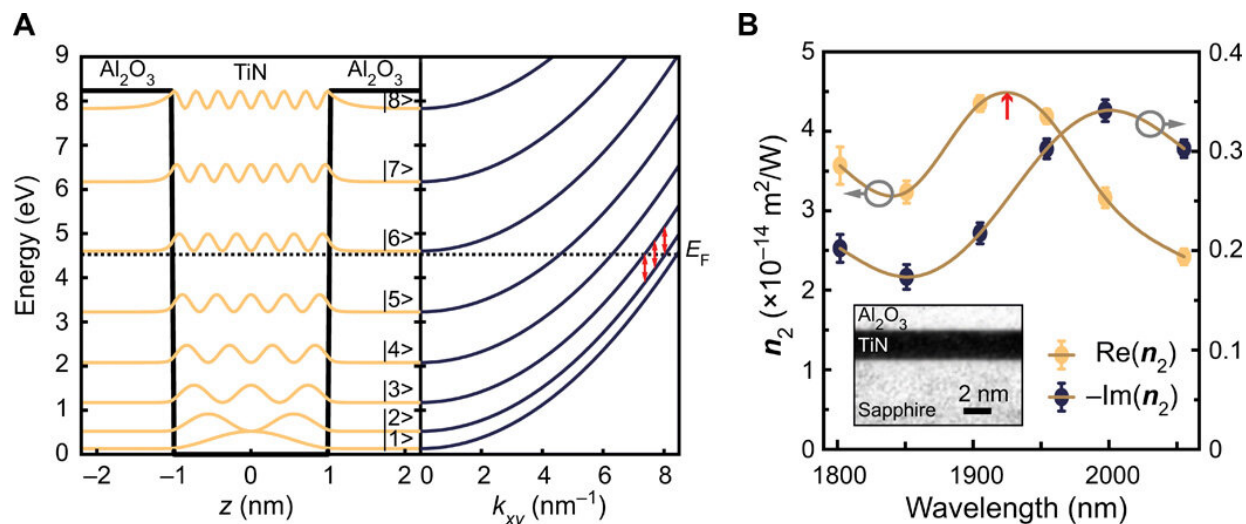 A
9
8
7
6
5
4
3
2
1
0
Energy (eV)
Al₂O₃ TiN Al₂O₃
|8>
|7>
|6>
|5>
|4>
|3>
|2>
|1>
E_F
–2 –1 0 1 2
z (nm)
0 2 4 6 8
k_xy (nm⁻¹)
B
5
4
3
2
1
0
n₂ (×10⁻¹⁴ m²/W)
0.4
0.3
0.2
0.1
0
Al₂O₃
TiN
Sapphire
2 nm
Re(n₂)
–Im(n₂)
1800 1900 2000
Wavelength (nm)